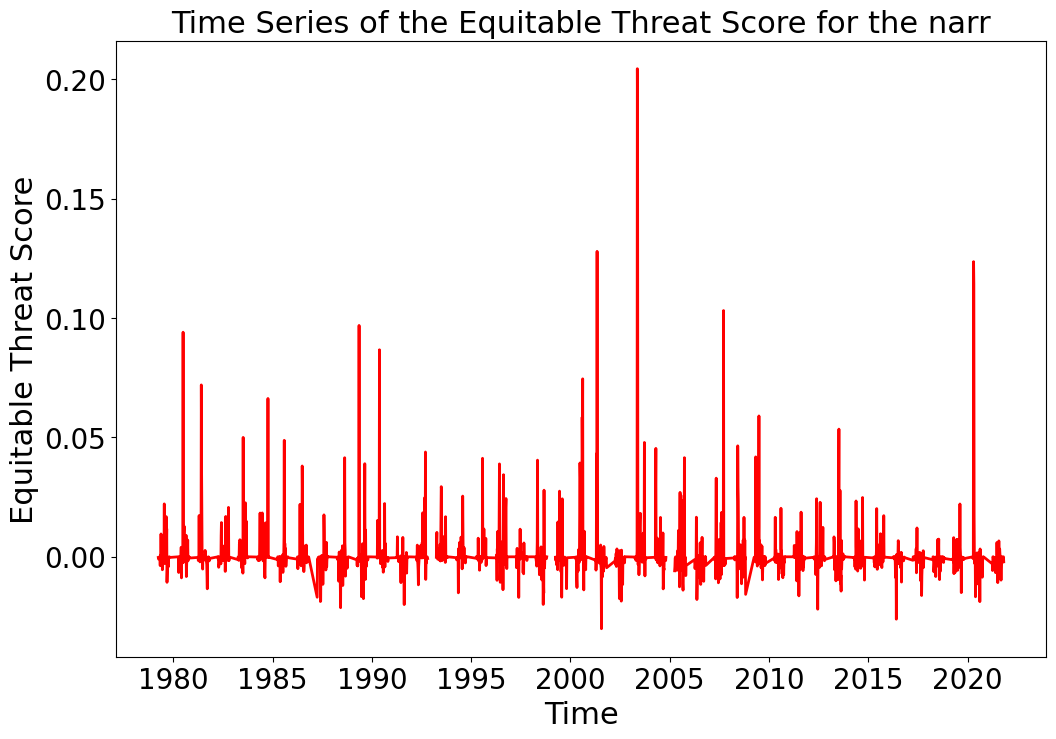 Time Series of the Equitable Threat Score for the narr
Equitable Threat Score
0.20
0.15
0.10
0.05
0.00
1980 1985 1990 1995 2000 2005 2010 2015 2020
Time